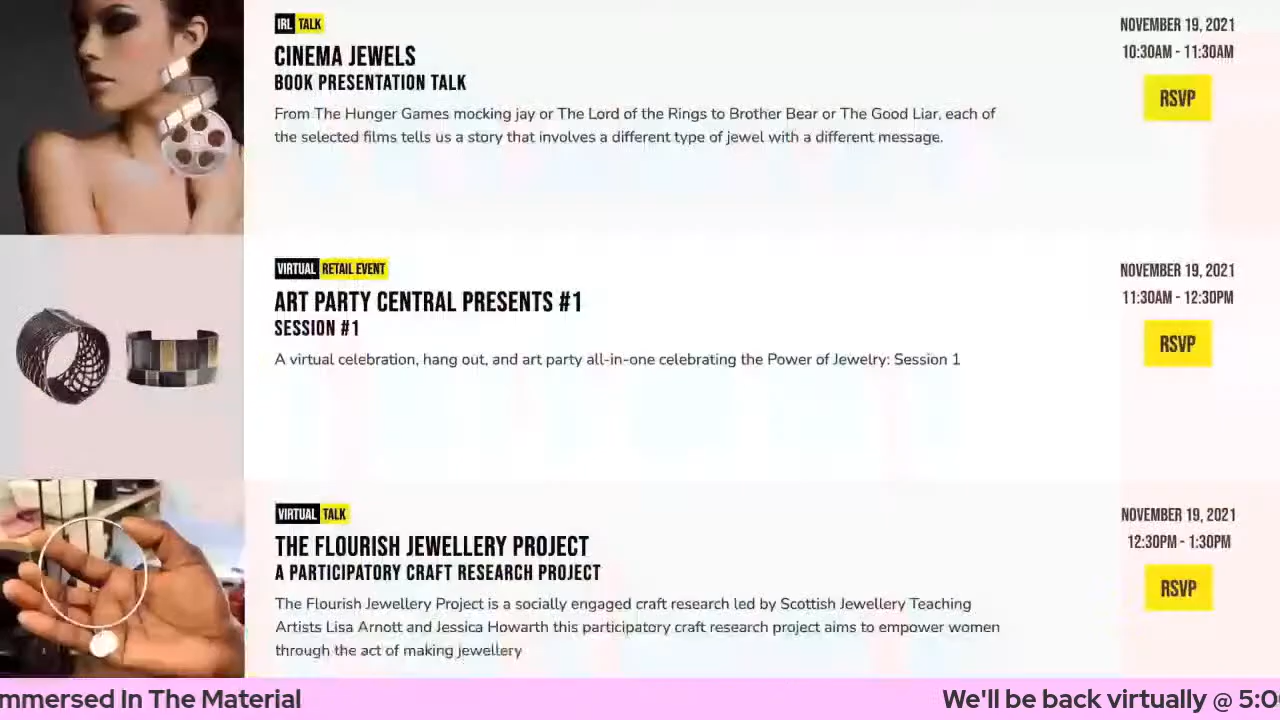 IRL TALK
CINEMA JEWELS
BOOK PRESENTATION TALK
From The Hunger Games mocking jay or The Lord of the Rings to Brother Bear or The Good Liar, each of
the selected films tells us a story that involves a different type of jewel with a different message.
NOVEMBER 19, 2021
10:30AM - 11:30AM
RSVP
VIRTUAL RETAIL EVENT
ART PARTY CENTRAL PRESENTS #1
SESSION #1
A virtual celebration, hang out, and art party all-in-one celebrating the Power of Jewelry: Session 1
NOVEMBER 19, 2021
11:30AM - 12:30PM
RSVP
VIRTUAL TALK
THE FLOURISH JEWELLERY PROJECT
A PARTICIPATORY CRAFT RESEARCH PROJECT
The Flourish Jewellery Project is a socially engaged craft research led by Scottish Jewellery Teaching
Artists Lisa Arnott and Jessica Howarth this participatory craft research project aims to empower women
through the act of making jewellery
NOVEMBER 19, 2021
12:30PM - 1:30PM
RSVP
mmersed In The Material
We'll be back virtually @ 5:0